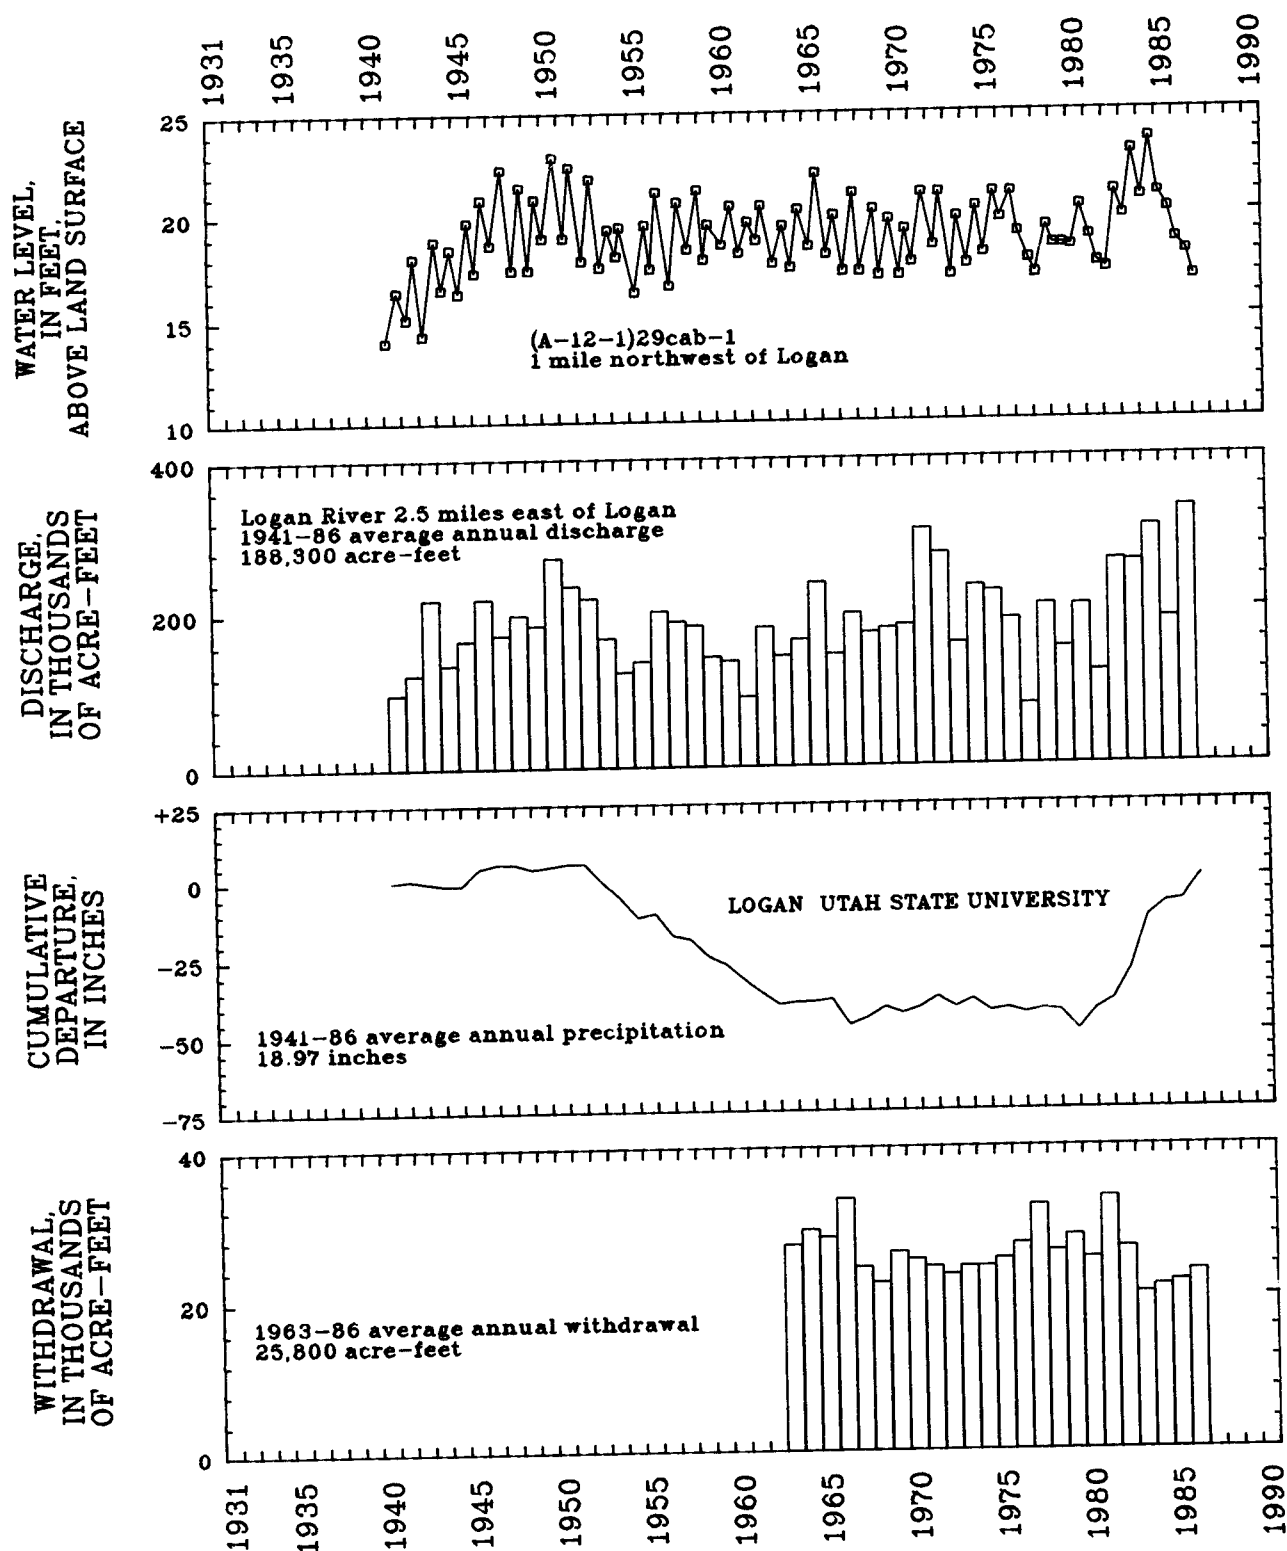 1931 1935 1940 1945 1950 1955 1960 1965 1970 1975 1980 1985 1990
WATER LEVEL,
IN FEET,
ABOVE LAND SURFACE
25
20
15
10
(A-12-1)29cab-1
1 mile northwest of Logan
DISCHARGE,
IN THOUSANDS
OF ACRE-FEET
400
200
0
Logan River 2.5 miles east of Logan
1941-86 average annual discharge
188,300 acre-feet
CUMULATIVE
DEPARTURE,
IN INCHES
+25
0
-25
-50
-75
LOGAN UTAH STATE UNIVERSITY
1941-86 average annual precipitation
18.97 inches
WITHDRAWAL,
IN THOUSANDS
OF ACRE-FEET
40
20
0
1963-86 average annual withdrawal
25,800 acre-feet
1931 1935 1940 1945 1950 1955 1960 1965 1970 1975 1980 1985 1990